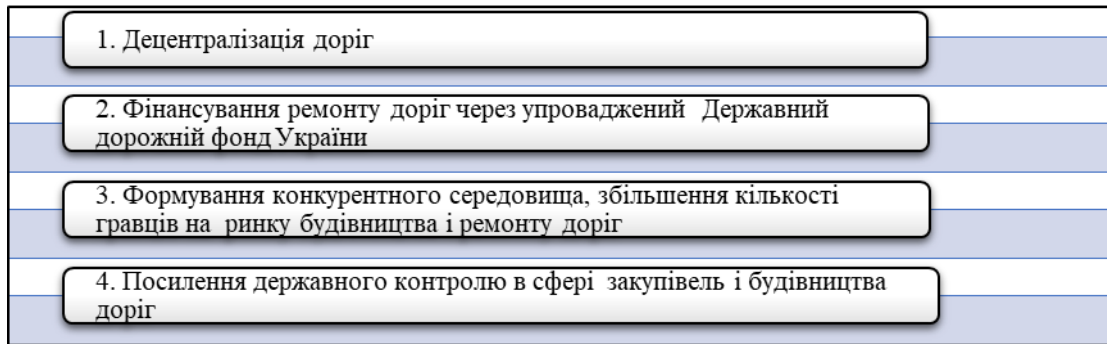 1. Децентралізація доріг
2. Фінансування ремонту доріг через упроваджений Державний
дорожній фонд України
3. Формування конкурентного середовища, збільшення кількості
гравців на ринку будівництва і ремонту доріг
4. Посилення державного контролю в сфері закупівель і будівництва
доріг